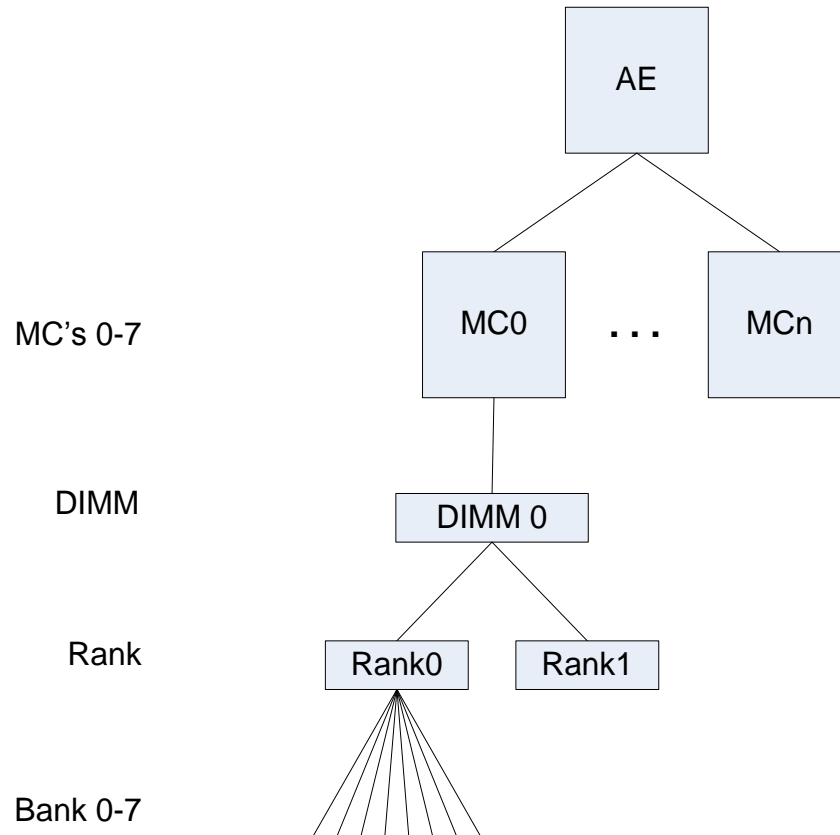 AE
MC's 0-7
MC0
. . .
MCn
DIMM
DIMM 0
Rank
Rank0
Rank1
Bank 0-7